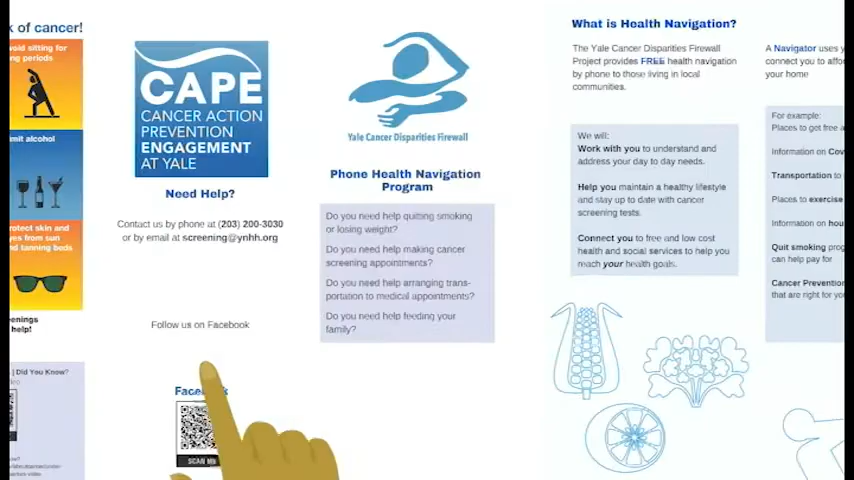 k of cancer!
void sitting for
ng periods
mit alcohol
rotect skin and
yes from sun
nd tanning beds
enings
help!
Did You Know?
CAPE
CANCER ACTION
PREVENTION
ENGAGEMENT
AT YALE
Need Help?
Contact us by phone at (203) 200-3030
or by email at screening@ynhh.org
Follow us on Facebook
SCAN ME
Yale Cancer Disparities Firewall
Phone Health Navigation
Program
Do you need help quitting smoking
or losing weight?
Do you need help making cancer
screening appointments?
Do you need help arranging trans-
portation to medical appointments?
Do you need help feeding your
family?
What is Health Navigation?
The Yale Cancer Disparities Firewall
Project provides FREE health navigation
by phone to those living in local
communities.
We will:
Work with you to understand and
address your day to day needs.
Help you maintain a healthy lifestyle
and stay up to date with cancer
screening tests.
Connect you to free and low cost
health and social services to help you
reach your health goals.
A Navigator uses y
connect you to affo
your home
For example:
Places to get free a
Information on Cov
Transportation to
Places to exercise
Information on hou
Quit smoking prog
can help pay for
Cancer Prevention
that are right for yo